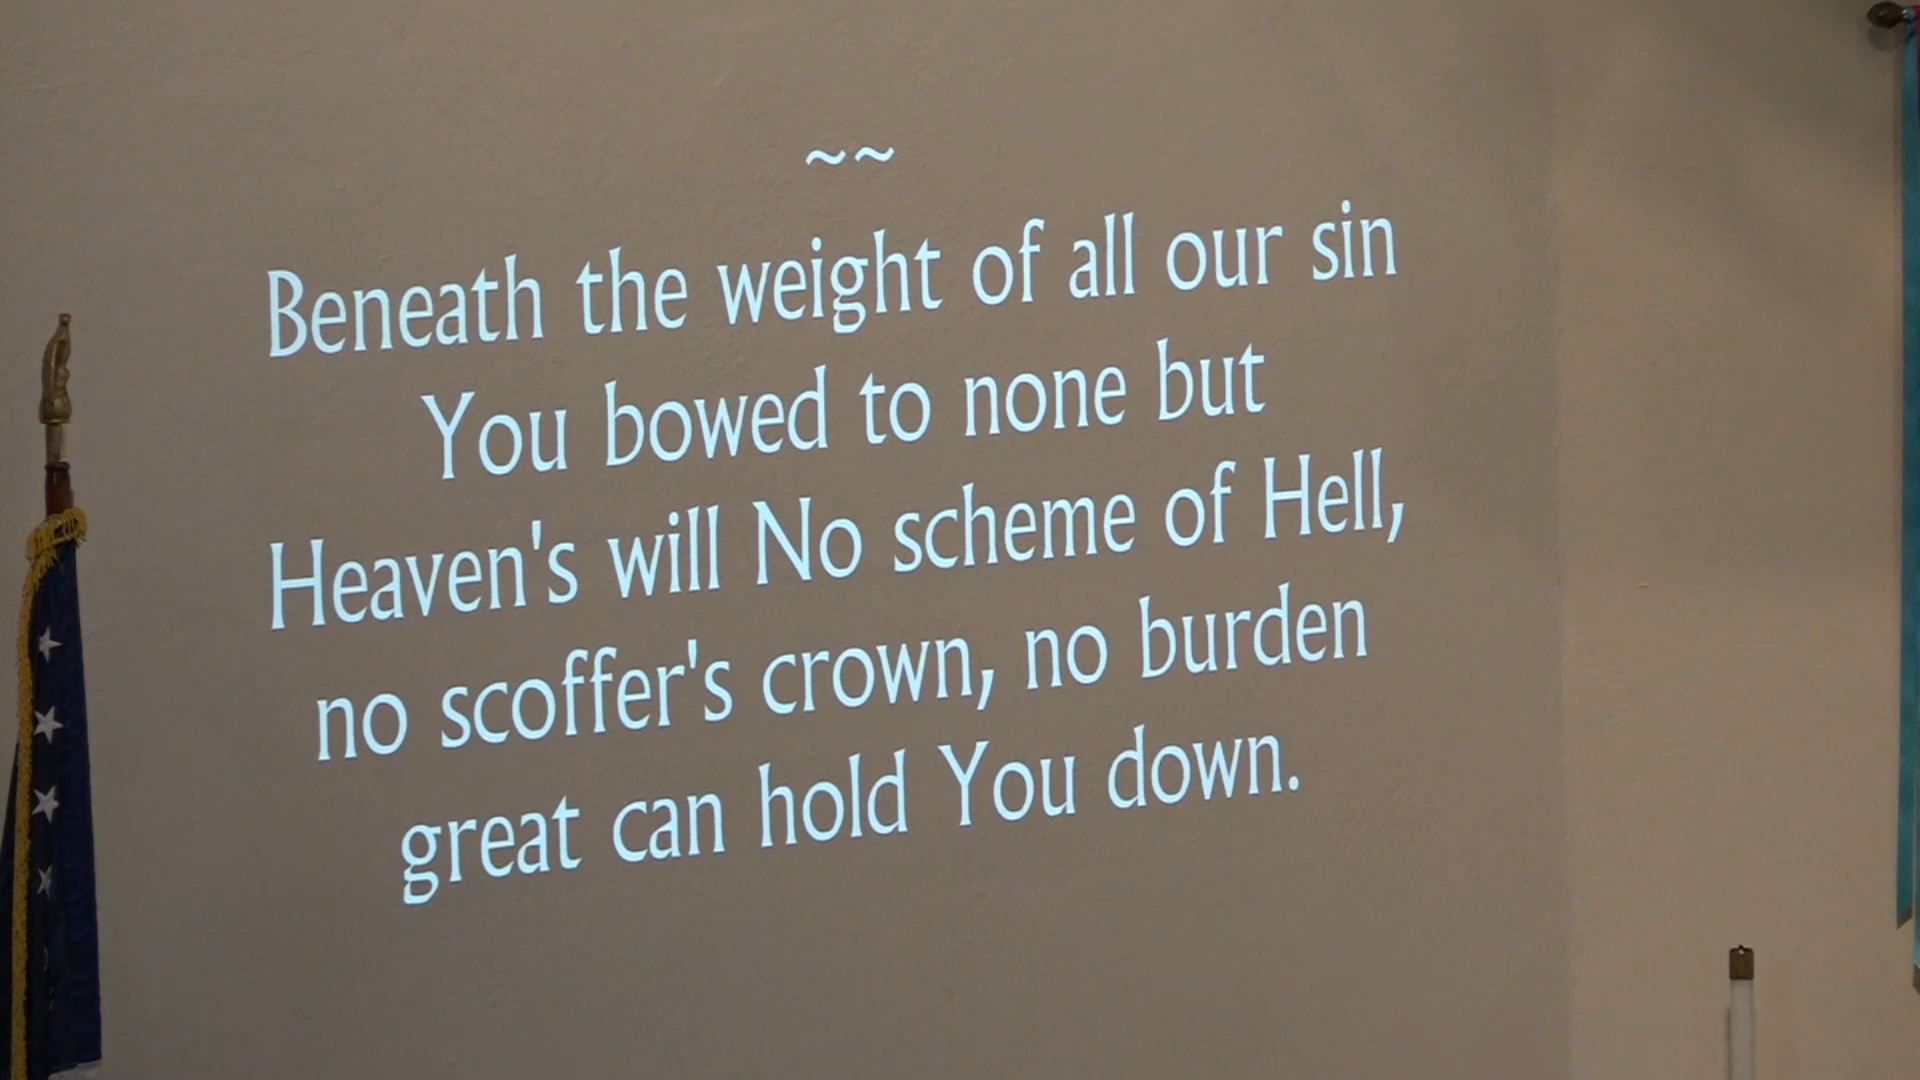 ~~
Beneath the weight of all our sin
You bowed to none but
Heaven's will No scheme of Hell,
no scoffer's crown, no burden
great can hold You down.